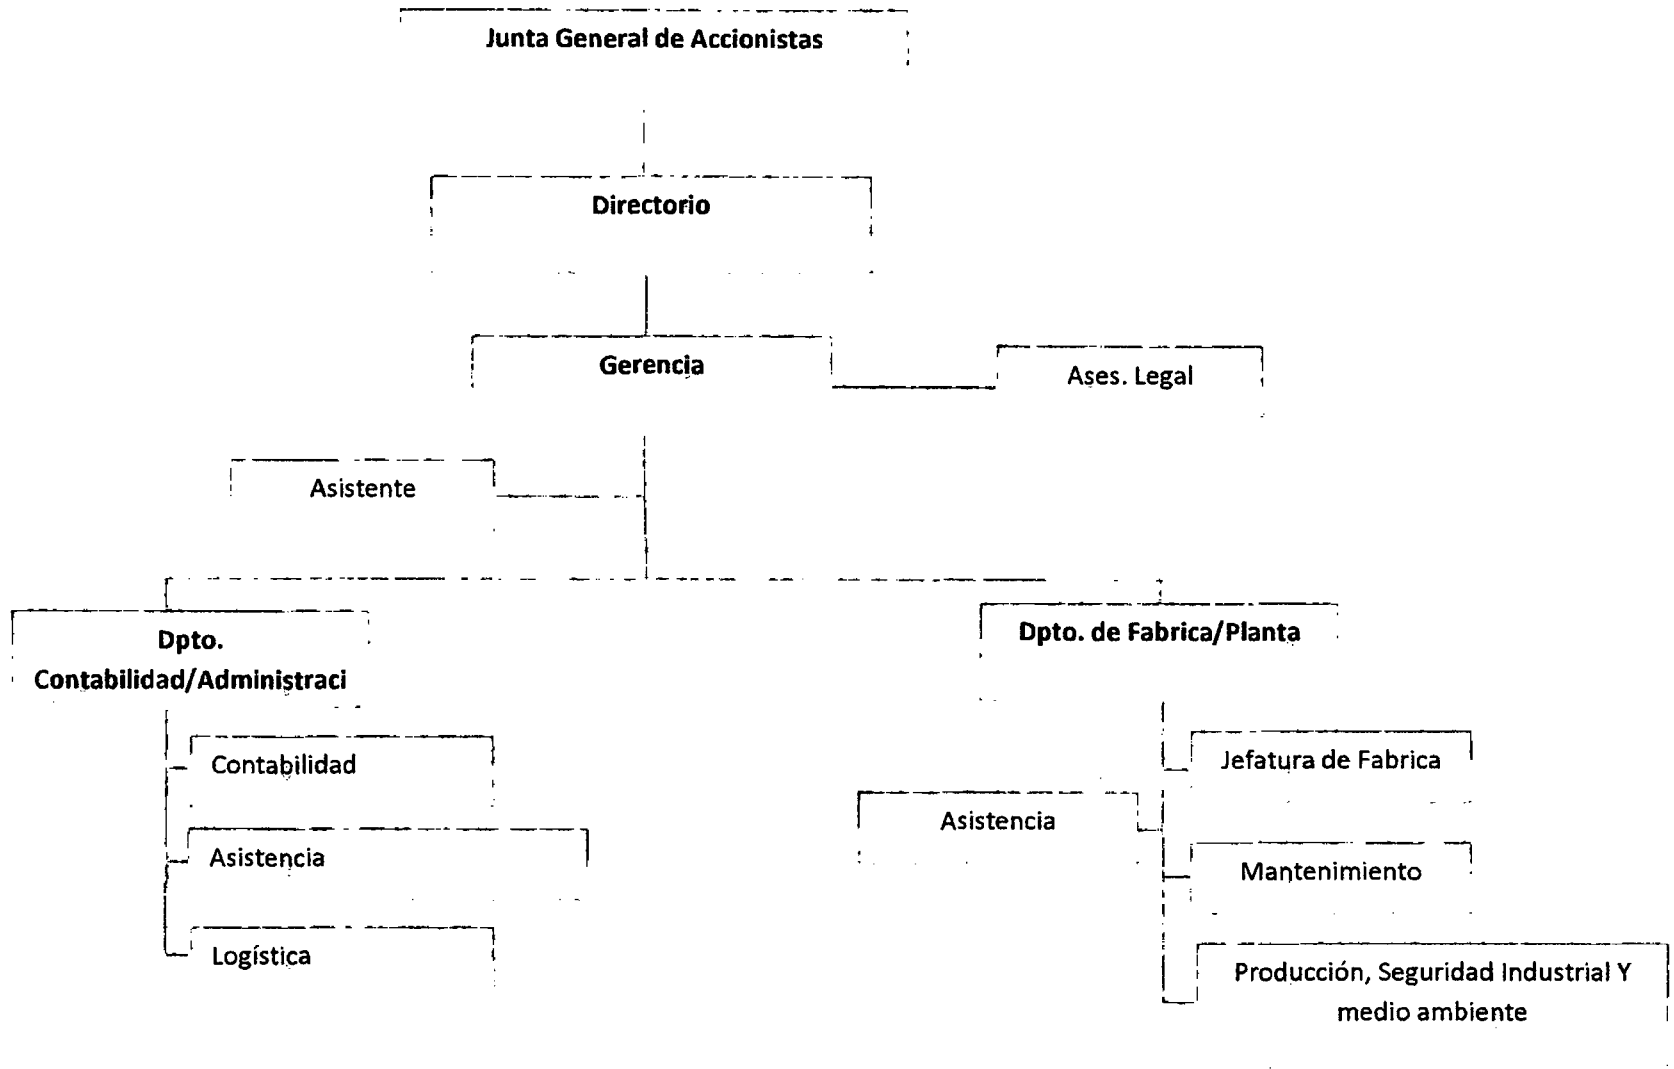 Junta General de Accionistas
Directorio
Gerencia
Ases. Legal
Asistente
Dpto.
Contabilidad/Administraci
Dpto. de Fabrica/Planta
Contabilidad
Asistencia
Logística
Jefatura de Fabrica
Asistencia
Mantenimiento
Producción, Seguridad Industrial Y
medio ambiente